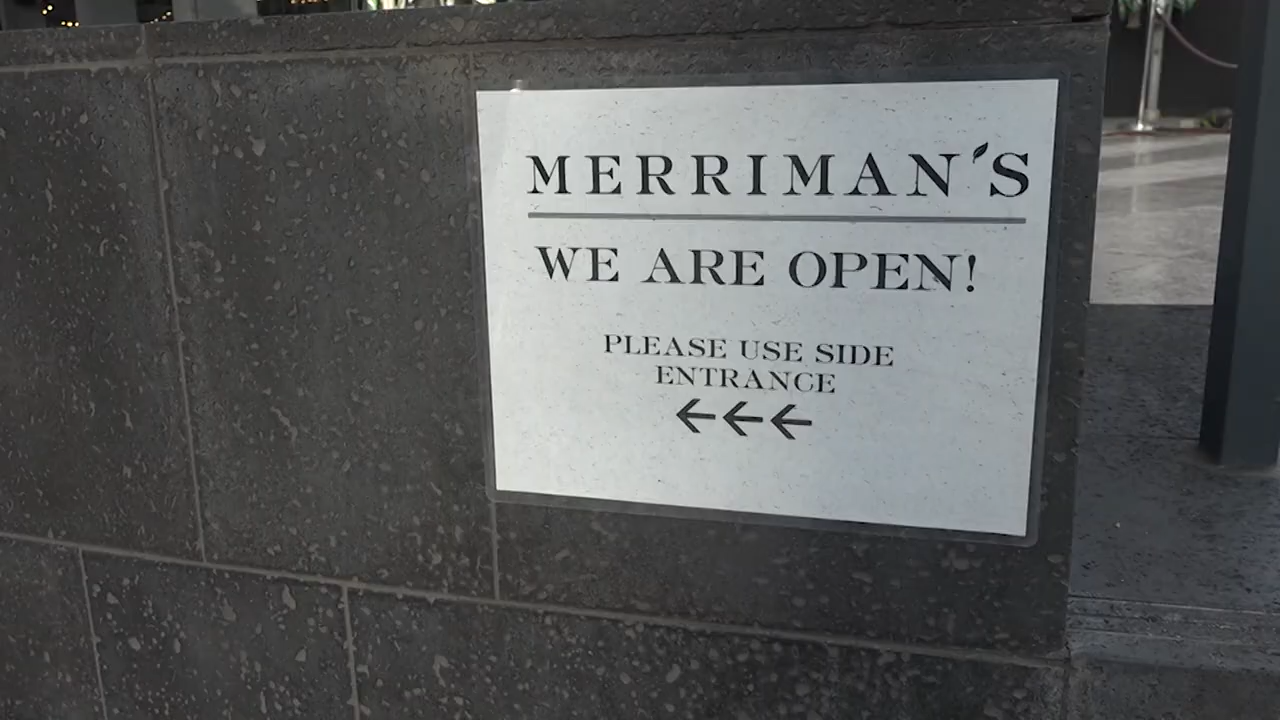 MERRIMAN'S
WE ARE OPEN!
PLEASE USE SIDE
ENTRANCE
←←←